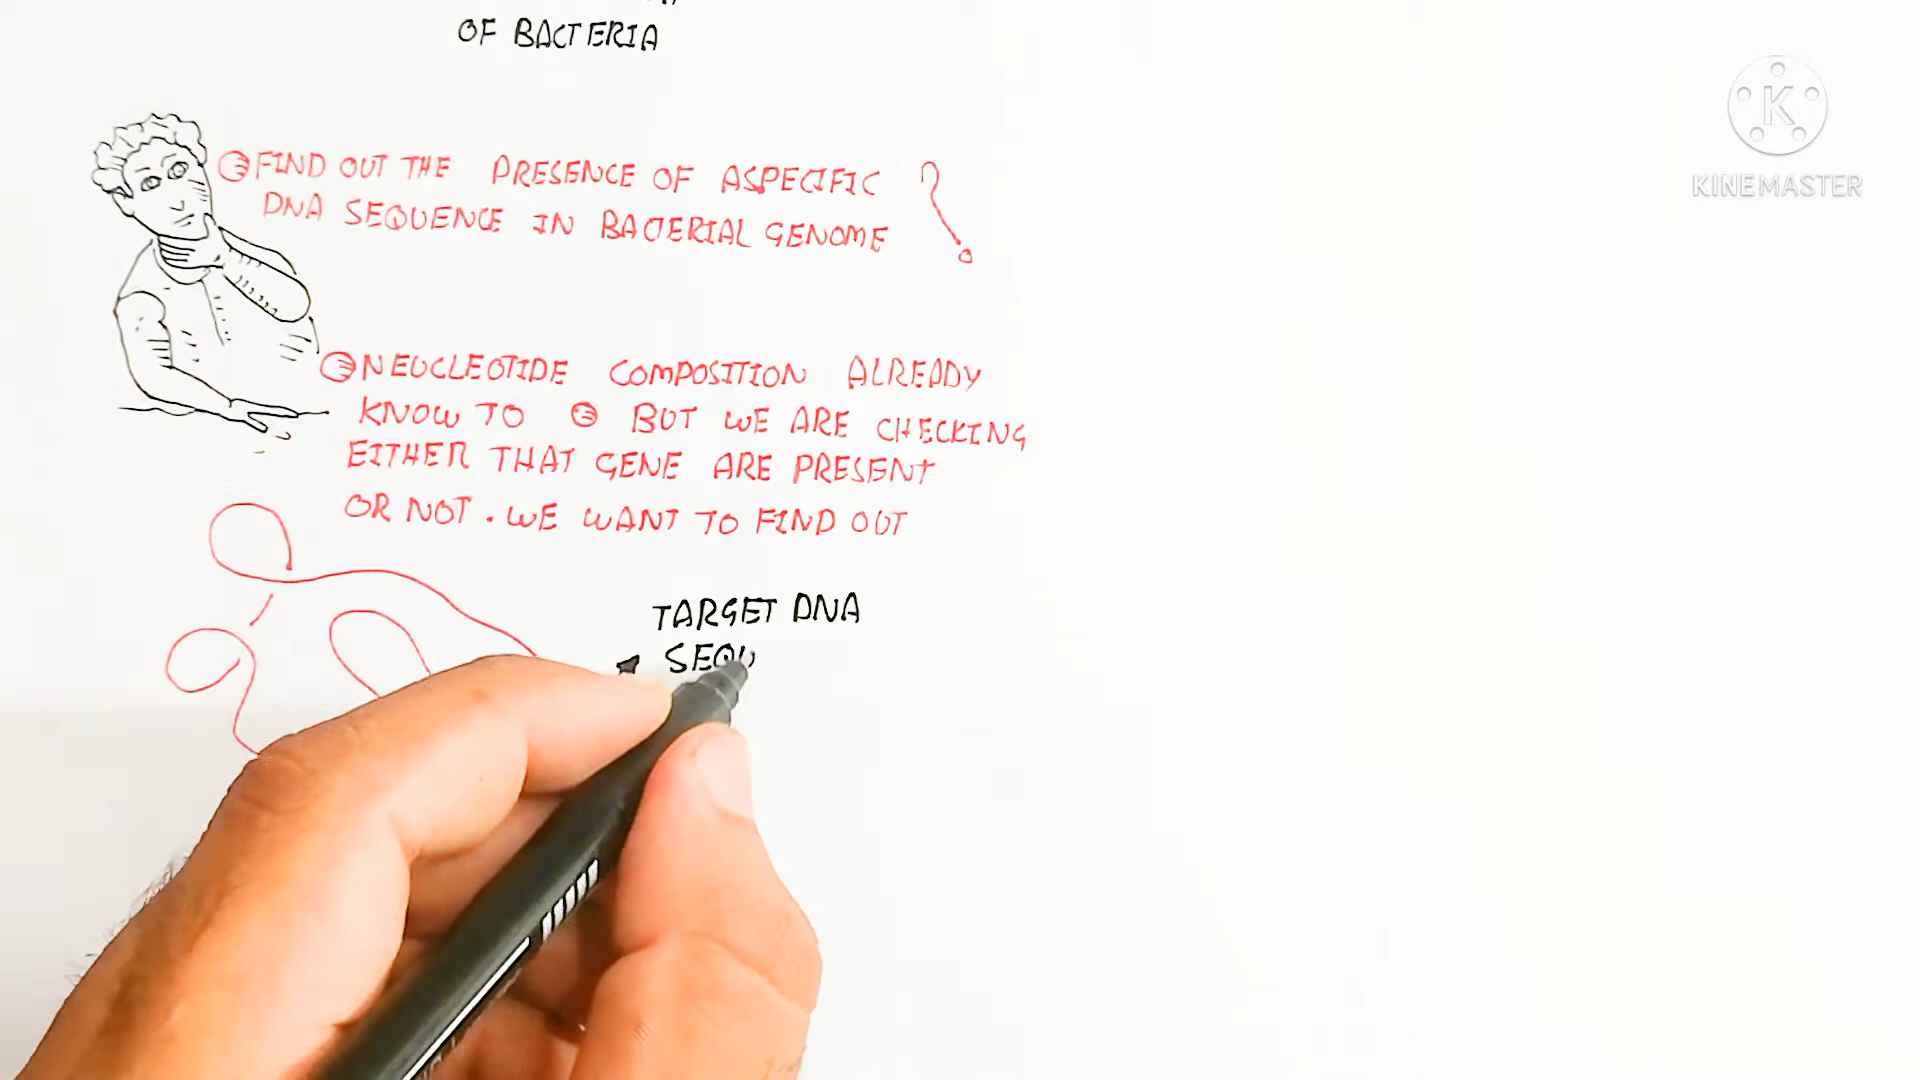 OF BACTERIA
FIND OUT THE PRESENCE OF ASPECIFIC
DNA SEQUENCE IN BACTERIAL GENOME ?
NEUCLEOTIDE COMPOSITION ALREADY
KNOW TO BUT WE ARE CHECKING
EITHER THAT GENE ARE PRESENT
OR NOT . WE WANT TO FIND OUT
TARGET DNA
SEQU
K
KINEMASTER